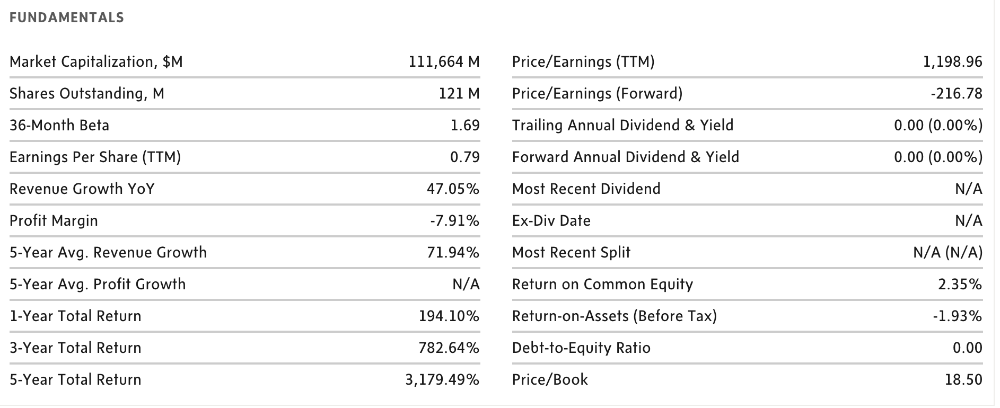 FUNDAMENTALS
Market Capitalization, $M 111,664 M
Shares Outstanding, M 121 M
36-Month Beta 1.69
Earnings Per Share (TTM) 0.79
Revenue Growth YoY 47.05%
Profit Margin -7.91%
5-Year Avg. Revenue Growth 71.94%
5-Year Avg. Profit Growth N/A
1-Year Total Return 194.10%
3-Year Total Return 782.64%
5-Year Total Return 3,179.49%
Price/Earnings (TTM) 1,198.96
Price/Earnings (Forward) -216.78
Trailing Annual Dividend & Yield 0.00 (0.00%)
Forward Annual Dividend & Yield 0.00 (0.00%)
Most Recent Dividend N/A
Ex-Div Date N/A
Most Recent Split N/A (N/A)
Return on Common Equity 2.35%
Return-on-Assets (Before Tax) -1.93%
Debt-to-Equity Ratio 0.00
Price/Book 18.50